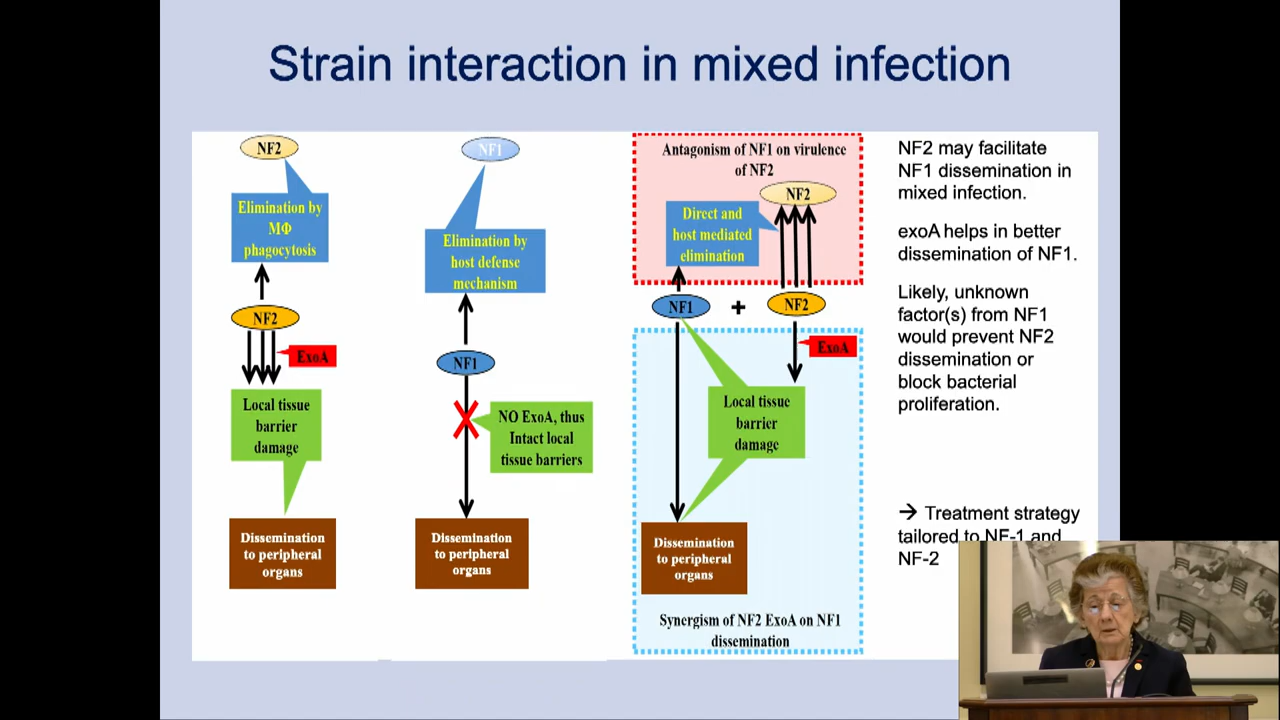 Strain interaction in mixed infection
NF2
Elimination by
MΦ
phagocytosis
NF2
ExoA
Local tissue
barrier
damage
Dissemination
to peripheral
organs
NF1
Elimination by
host defense
mechanism
NF1
NO ExoA, thus
Intact local
tissue barriers
Dissemination
to peripheral
organs
Antagonism of NF1 on virulence
of NF2
NF2
Direct and
host mediated
elimination
NF1
+
NF2
ExoA
Local tissue
barrier
damage
Dissemination
to peripheral
organs
Synergism of NF2 ExoA on NF1
dissemination
NF2 may facilitate
NF1 dissemination in
mixed infection.
exoA helps in better
dissemination of NF1.
Likely, unknown
factor(s) from NF1
would prevent NF2
dissemination or
block bacterial
proliferation.
→ Treatment strategy
tailored to NF-1 and
NF-2